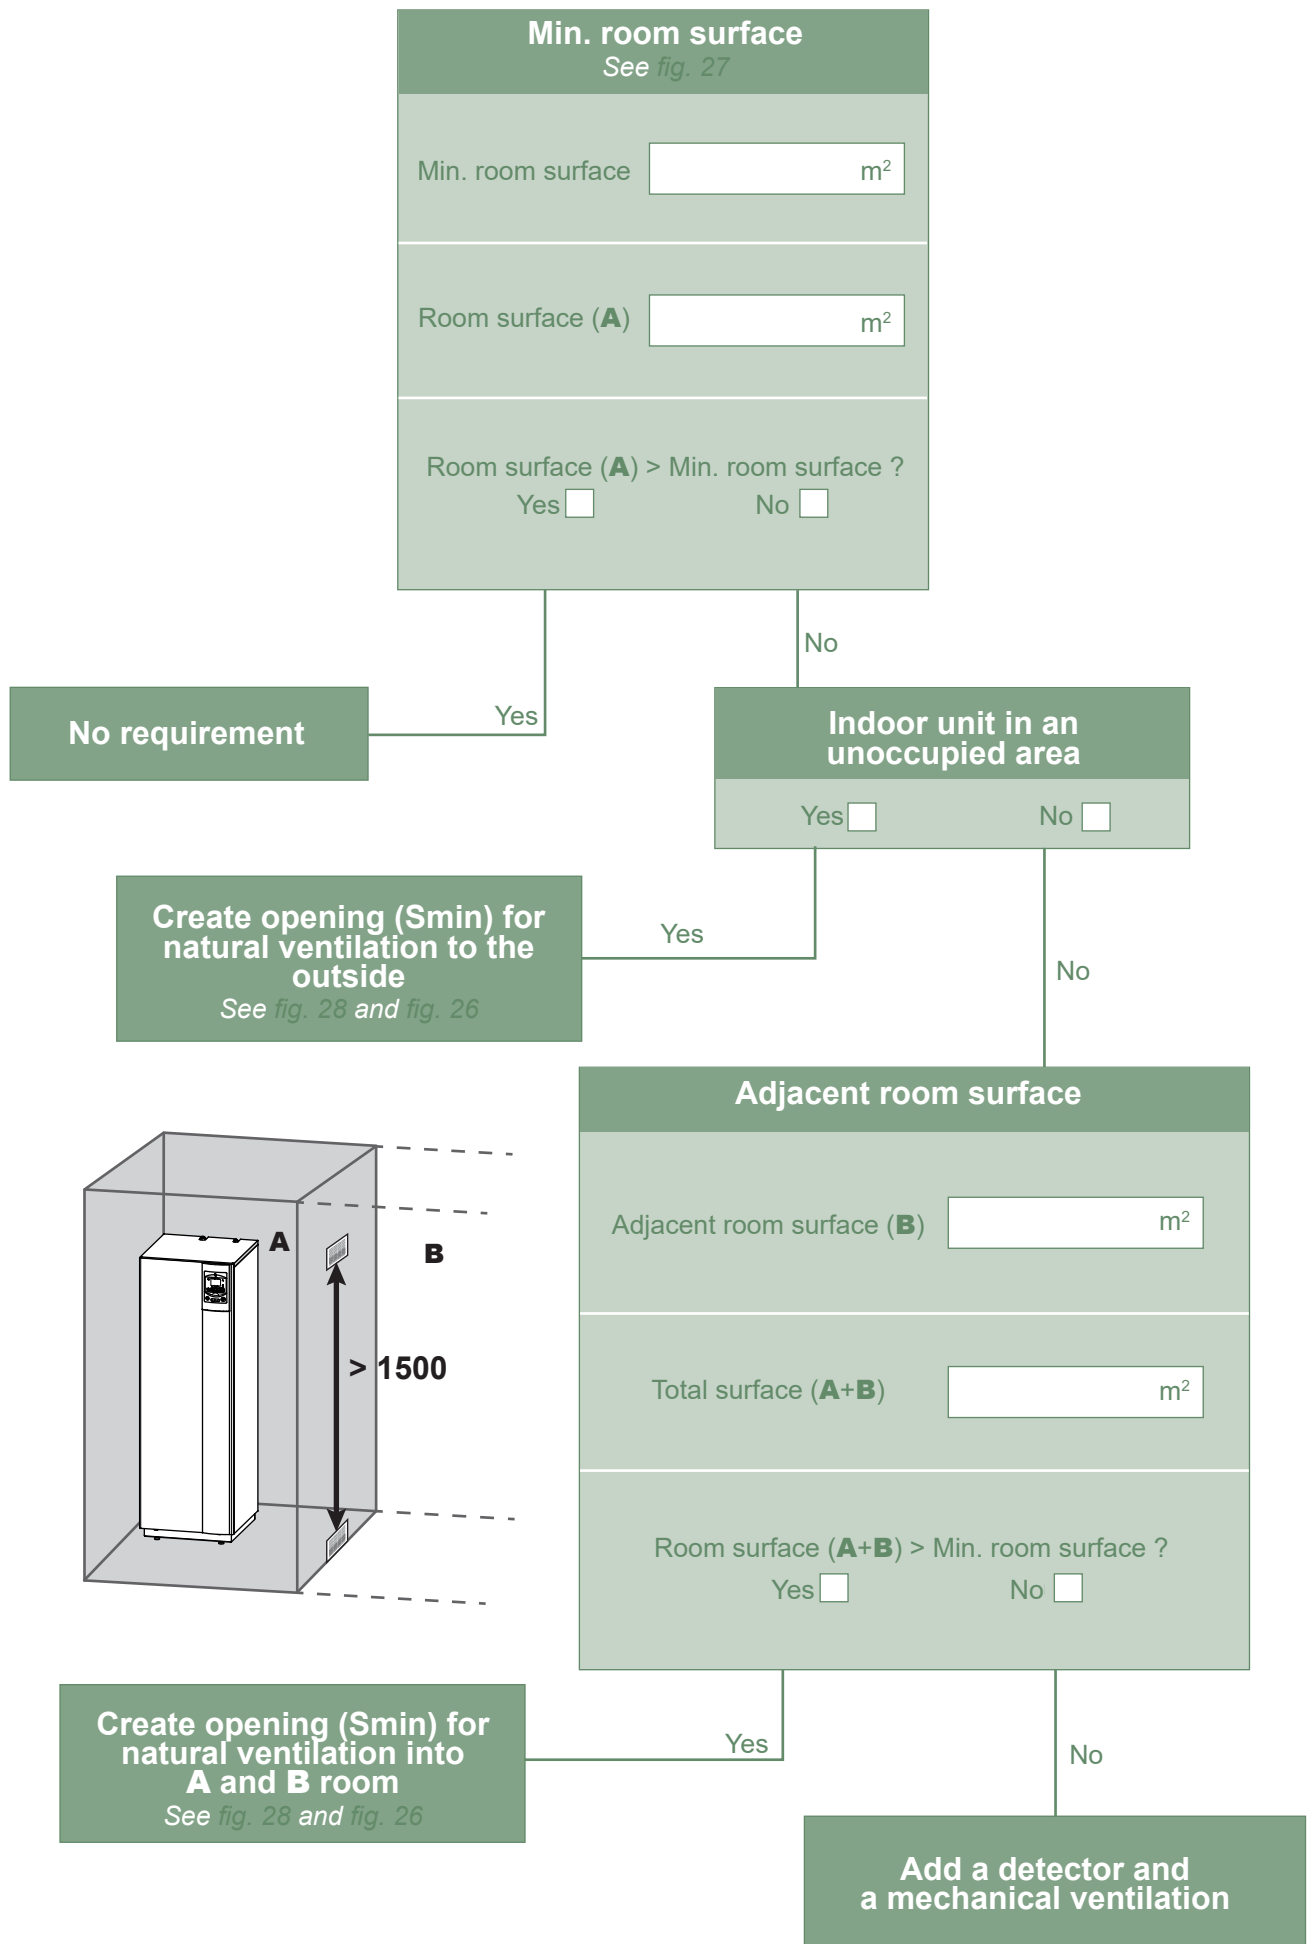 Min. room surface
See fig. 27
Min. room surface m²
Room surface (A) m²
Room surface (A) > Min. room surface ?
Yes No
No
Yes
No requirement
Indoor unit in an
unoccupied area
Yes No
Create opening (Smin) for
natural ventilation to the
outside
See fig. 28 and fig. 26
Yes
No
Adjacent room surface
Adjacent room surface (B) m²
Total surface (A+B) m²
Room surface (A+B) > Min. room surface ?
Yes No
A
B
> 1500
Yes
No
Create opening (Smin) for
natural ventilation into
A and B room
See fig. 28 and fig. 26
Add a detector and
a mechanical ventilation